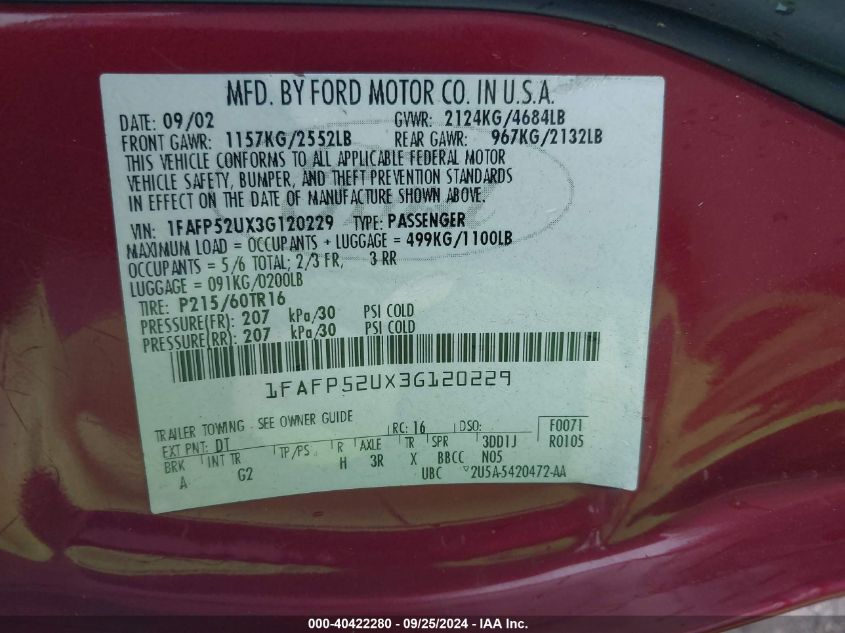 MFD. BY FORD MOTOR CO. IN U.S.A.
DATE: 09/02 GVWR: 2124KG/4684LB
FRONT GAWR: 1157KG/2552LB REAR GAWR: 967KG/2132LB
THIS VEHICLE CONFORMS TO ALL APPLICABLE FEDERAL MOTOR
VEHICLE SAFETY, BUMPER, AND THEFT PREVENTION STANDARDS
IN EFFECT ON THE DATE OF MANUFACTURE SHOWN ABOVE.
VIN: 1FAFP52UX3G120229 TYPE: PASSENGER
MAXIMUM LOAD = OCCUPANTS + LUGGAGE = 499KG/1100LB
OCCUPANTS = 5/6 TOTAL; 2/3 FR, 3 RR
LUGGAGE = 091KG/0200LB
TIRE: P215/60TR16
PRESSURE(FR): 207 kPa/30 PSI COLD
PRESSURE(RR): 207 kPa/30 PSI COLD
1FAFP52UX3G120229
TRAILER TOWING - SEE OWNER GUIDE RC: 16 DSO: F0071
EXT PNT: DT R0105
BRK INT TR TP/PS R AXLE TR SPR 3DD1J
A G2 H 3R X BBCC N05
UBC 2U5A-5420472-AA
000-40422280 - 09/25/2024 - IAA Inc.